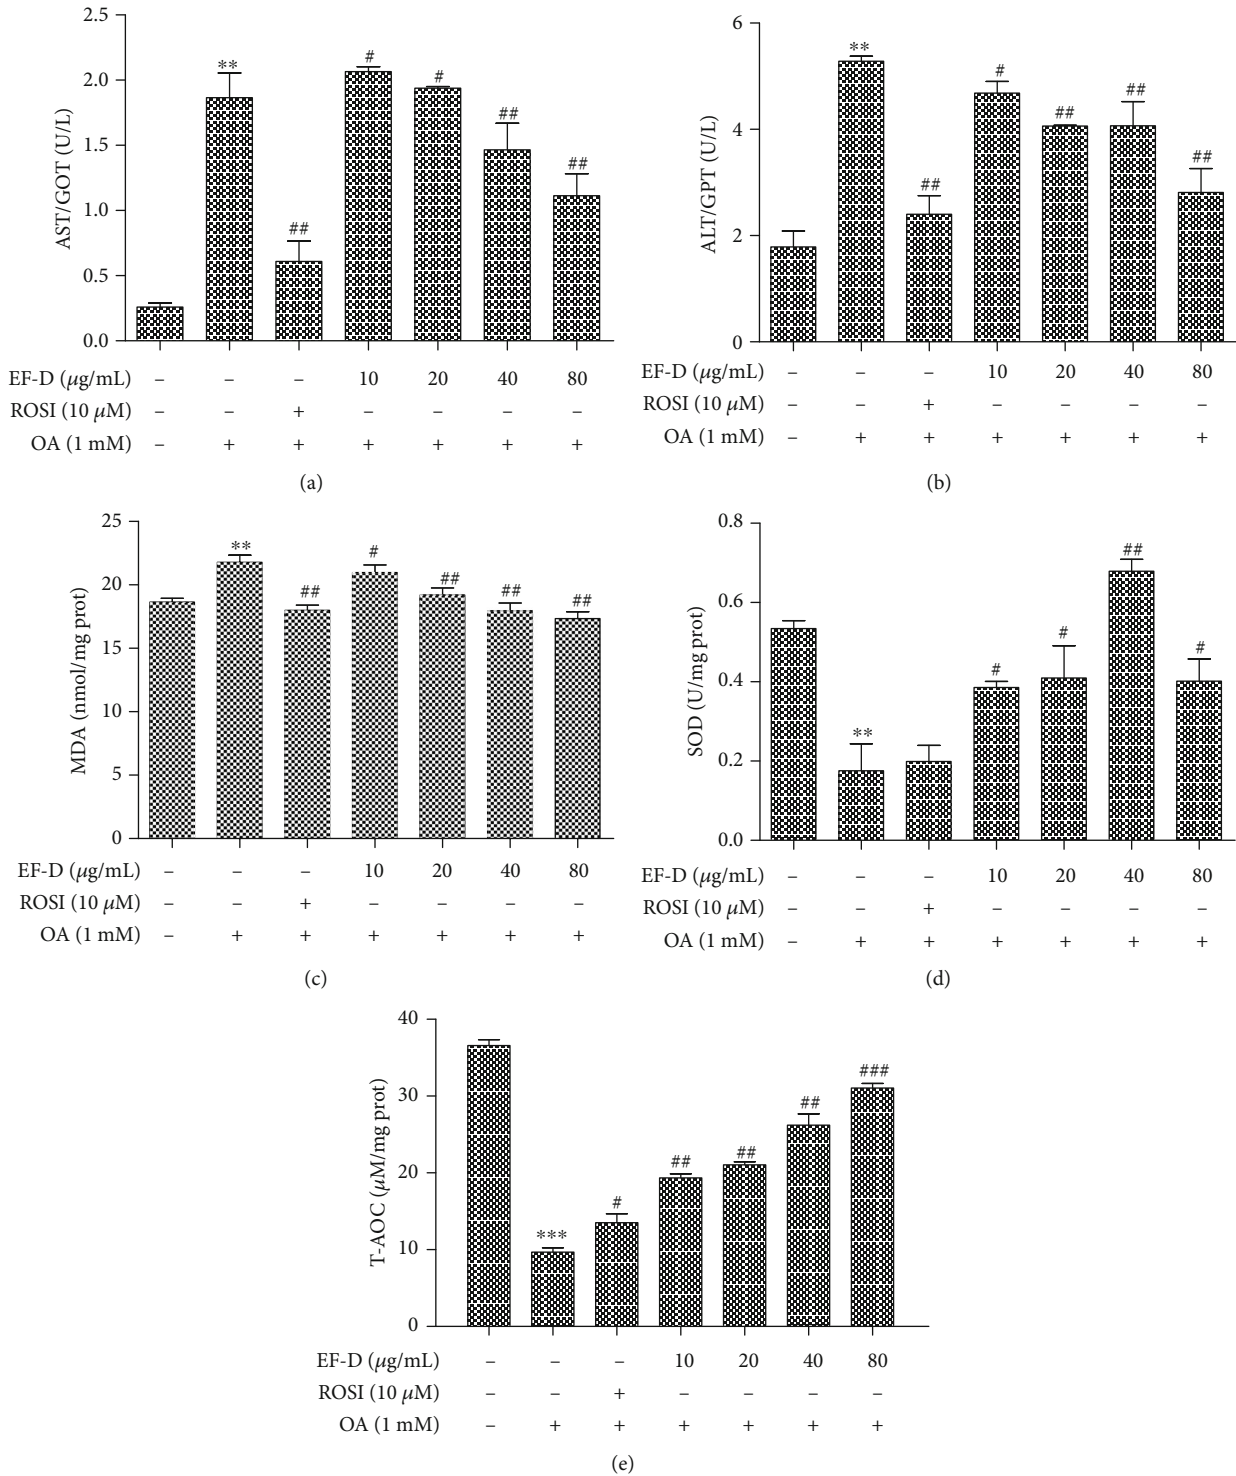 2.5
2.0
1.5
1.0
0.5
0.0
AST/GOT (U/L)
**
##
#
#
##
##
EF-D (μg/mL) – – – 10 20 40 80
ROSI (10 μM) – – + – – – –
OA (1 mM) – + + + + + +
(a)
6
4
2
0
ALT/GPT (U/L)
**
##
#
##
##
##
EF-D (μg/mL) – – – 10 20 40 80
ROSI (10 μM) – – + – – – –
OA (1 mM) – + + + + + +
(b)
25
20
15
10
5
0
MDA (nmol/mg prot)
**
##
#
##
##
##
EF-D (μg/mL) – – – 10 20 40 80
ROSI (10 μM) – – + – – – –
OA (1 mM) – + + + + + +
(c)
0.8
0.6
0.4
0.2
0.0
SOD (U/mg prot)
**
#
#
##
#
EF-D (μg/mL) – – – 10 20 40 80
ROSI (10 μM) – – + – – – –
OA (1 mM) – + + + + + +
(d)
40
30
20
10
0
T-AOC (μM/mg prot)
***
#
##
##
##
###
EF-D (μg/mL) – – – 10 20 40 80
ROSI (10 μM) – – + – – – –
OA (1 mM) – + + + + + +
(e)